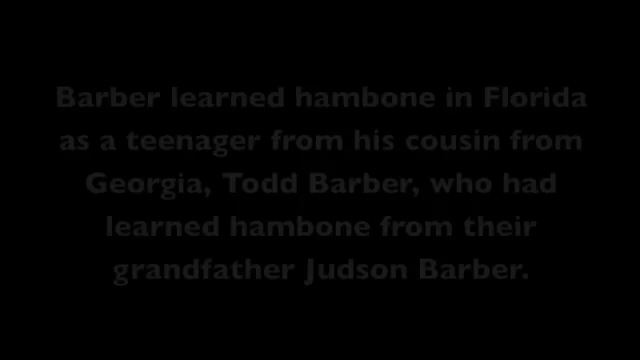 Barber learned hambone in Florida
as a teenager from his cousin from
Georgia, Todd Barber, who had
learned hambone from their
grandfather Judson Barber.